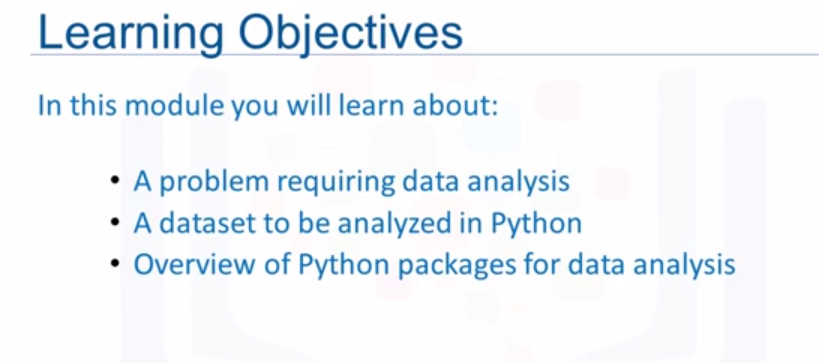 Learning Objectives
In this module you will learn about:
• A problem requiring data analysis
• A dataset to be analyzed in Python
• Overview of Python packages for data analysis